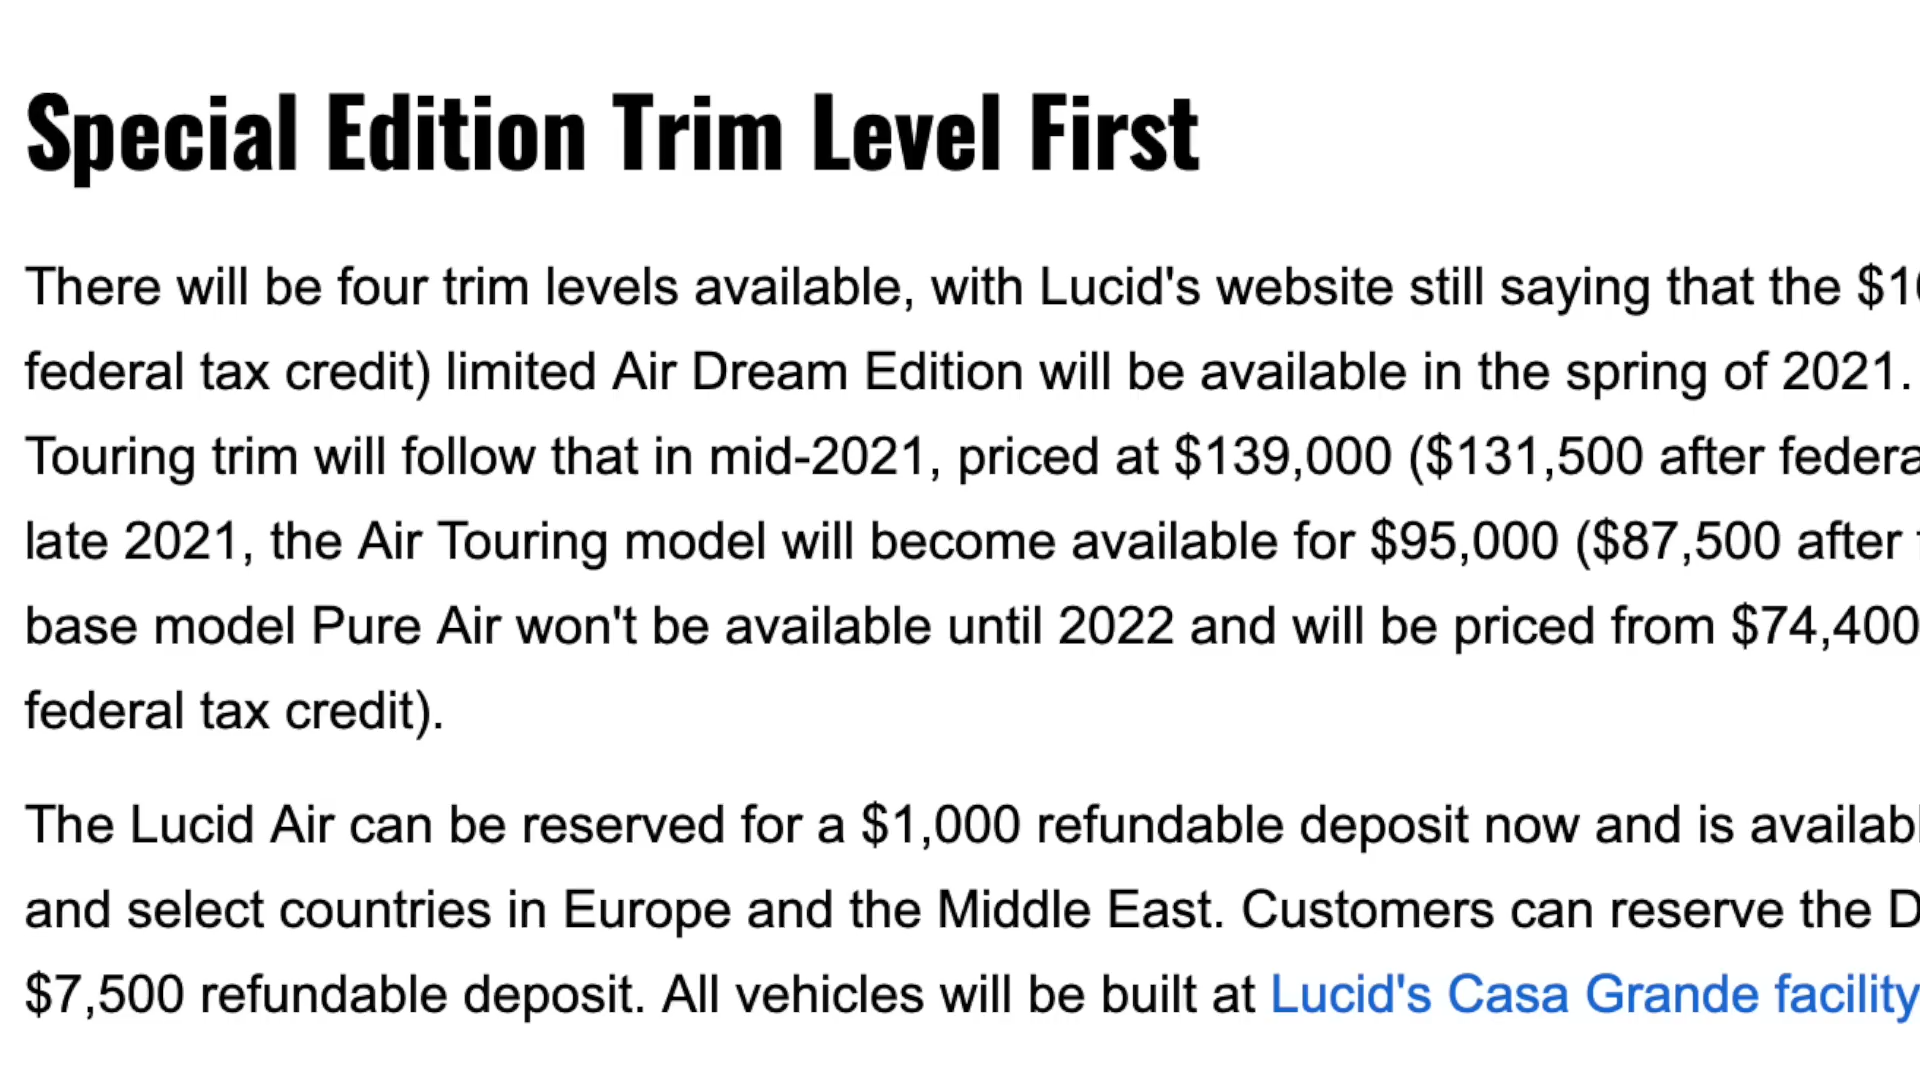 Special Edition Trim Level First
There will be four trim levels available, with Lucid's website still saying that the
federal tax credit) limited Air Dream Edition will be available in the spring of 2021.
Touring trim will follow that in mid-2021, priced at $139,000 ($131,500 after
late 2021, the Air Touring model will become available for $95,000 ($87,500 after
base model Pure Air won't be available until 2022 and will be priced from $74,400
federal tax credit).
The Lucid Air can be reserved for a $1,000 refundable deposit now and is
and select countries in Europe and the Middle East. Customers can reserve the
$7,500 refundable deposit. All vehicles will be built at Lucid's Casa Grande facility